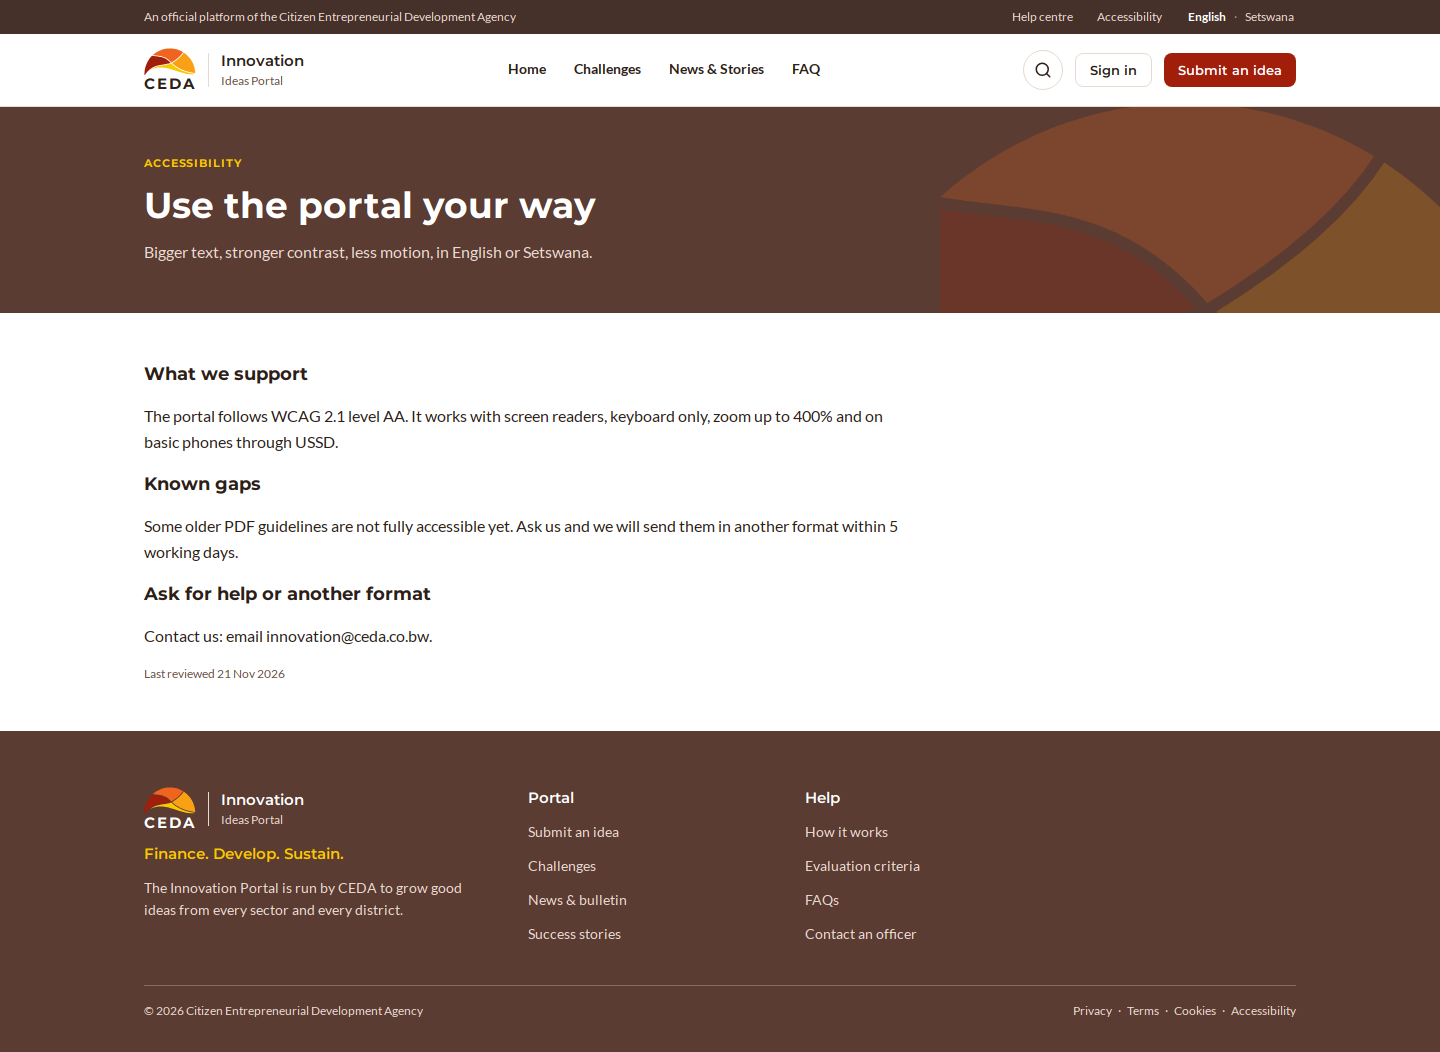 An official platform of the Citizen Entrepreneurial Development Agency
Help centre
Accessibility
English · Setswana
CEDA
Innovation
Ideas Portal
Home
Challenges
News & Stories
FAQ
Sign in
Submit an idea
ACCESSIBILITY
Use the portal your way
Bigger text, stronger contrast, less motion, in English or Setswana.
What we support
The portal follows WCAG 2.1 level AA. It works with screen readers, keyboard only, zoom up to 400% and on
basic phones through USSD.
Known gaps
Some older PDF guidelines are not fully accessible yet. Ask us and we will send them in another format within 5
working days.
Ask for help or another format
Contact us: email innovation@ceda.co.bw.
Last reviewed 21 Nov 2026
CEDA
Innovation
Ideas Portal
Finance. Develop. Sustain.
The Innovation Portal is run by CEDA to grow good
ideas from every sector and every district.
Portal
Submit an idea
Challenges
News & bulletin
Success stories
Help
How it works
Evaluation criteria
FAQs
Contact an officer
© 2026 Citizen Entrepreneurial Development Agency
Privacy · Terms · Cookies · Accessibility